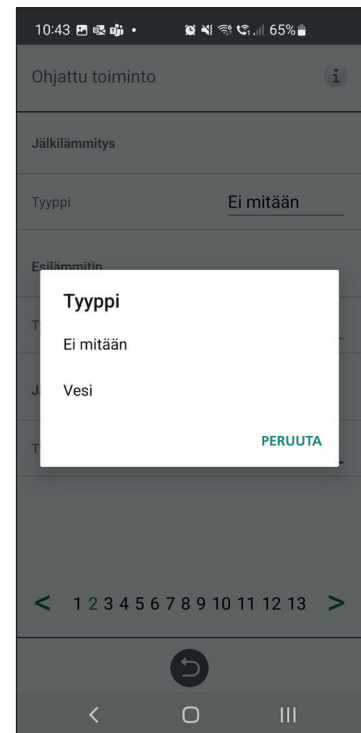 10:43 65%
Ohjattu toiminto
Jälkilämmitys
Tyyppi Ei mitään
Esilämmitin
Tyyppi
Ei mitään
Vesi
PERUUTA
< 1 2 3 4 5 6 7 8 9 10 11 12 13 >